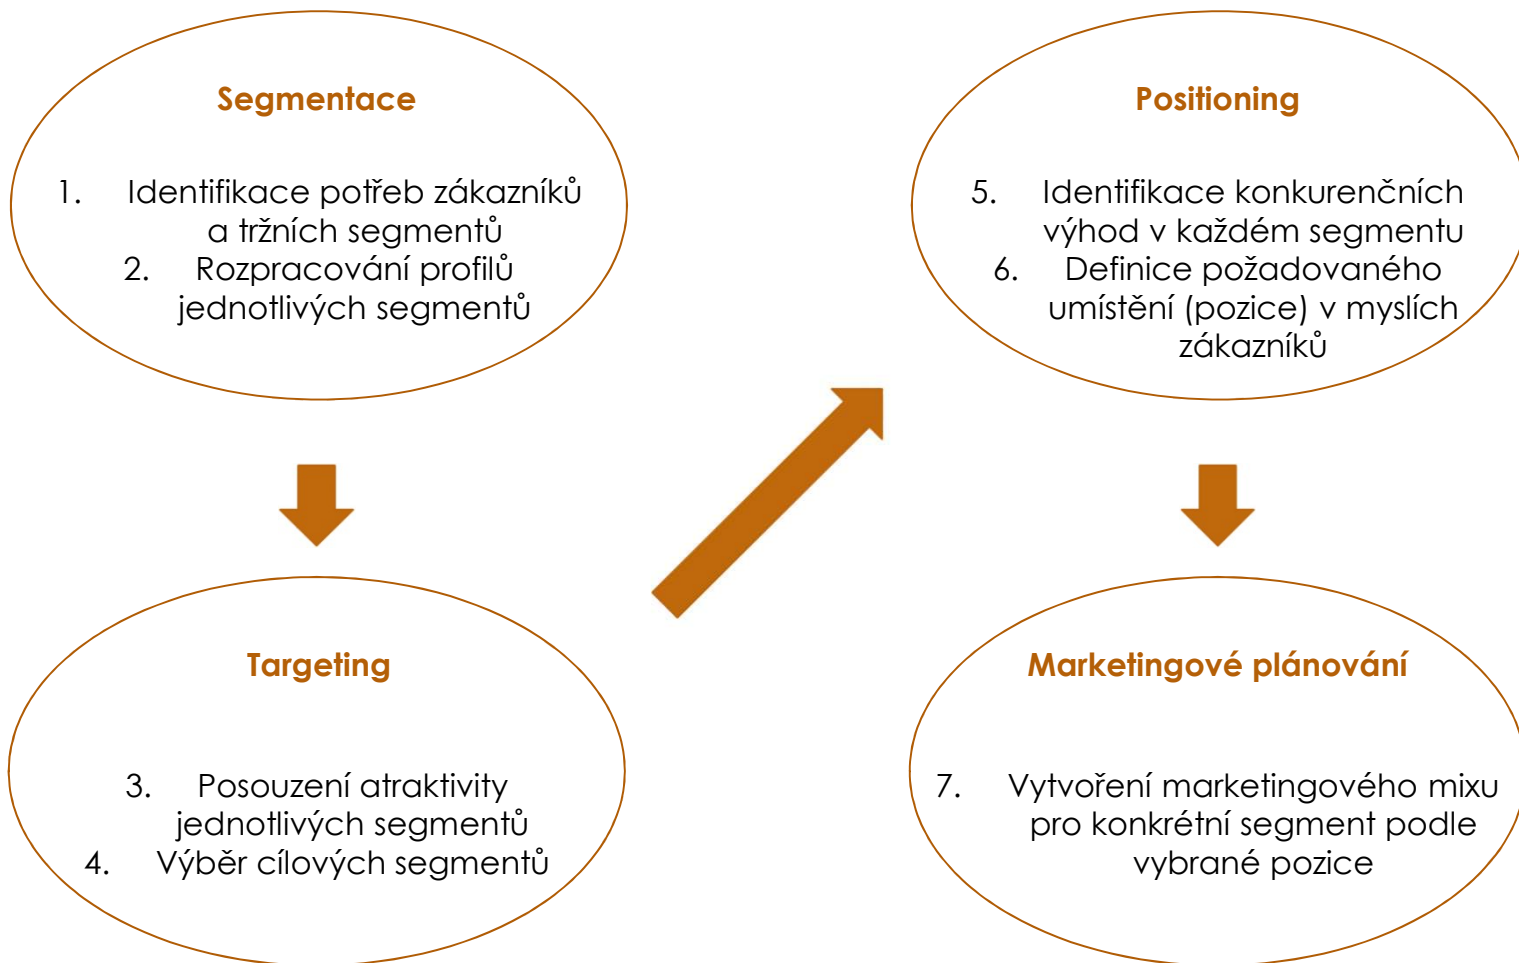 Segmentace
1. Identifikace potřeb zákazníků
a tržních segmentů
2. Rozpracování profilů
jednotlivých segmentů
Targeting
3. Posouzení atraktivity
jednotlivých segmentů
4. Výběr cílových segmentů
Positioning
5. Identifikace konkurenčních
výhod v každém segmentu
6. Definice požadovaného
umístění (pozice) v myslích
zákazníků
Marketingové plánování
7. Vytvoření marketingového mixu
pro konkrétní segment podle
vybrané pozice